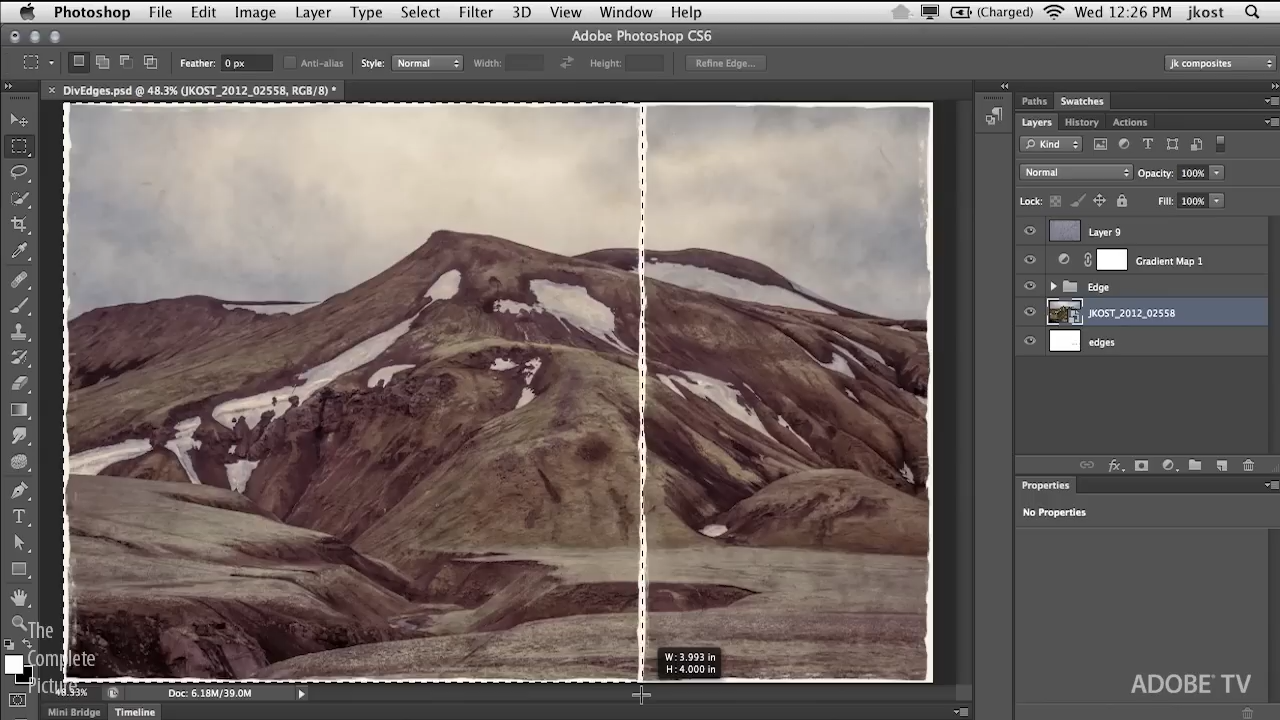 Photoshop File Edit Image Layer Type Select Filter 3D View Window Help (Charged) Wed 12:26 PM jkost
Adobe Photoshop CS6
Feather: 0 px Anti-alias Style: Normal Width: Height: Refine Edge... jk composites
DivEdges.psd @ 48.3% (JKOST_2012_02558, RGB/8) *
Paths Swatches
Layers History Actions
Kind
Normal Opacity: 100%
Lock: Fill: 100%
Layer 9
Gradient Map 1
Edge
JKOST_2012_02558
edges
Properties
No Properties
W: 3.993 in
H: 4.000 in
The
Complete
Picture
ADOBE® TV
Doc: 6.18M/39.0M
Mini Bridge Timeline